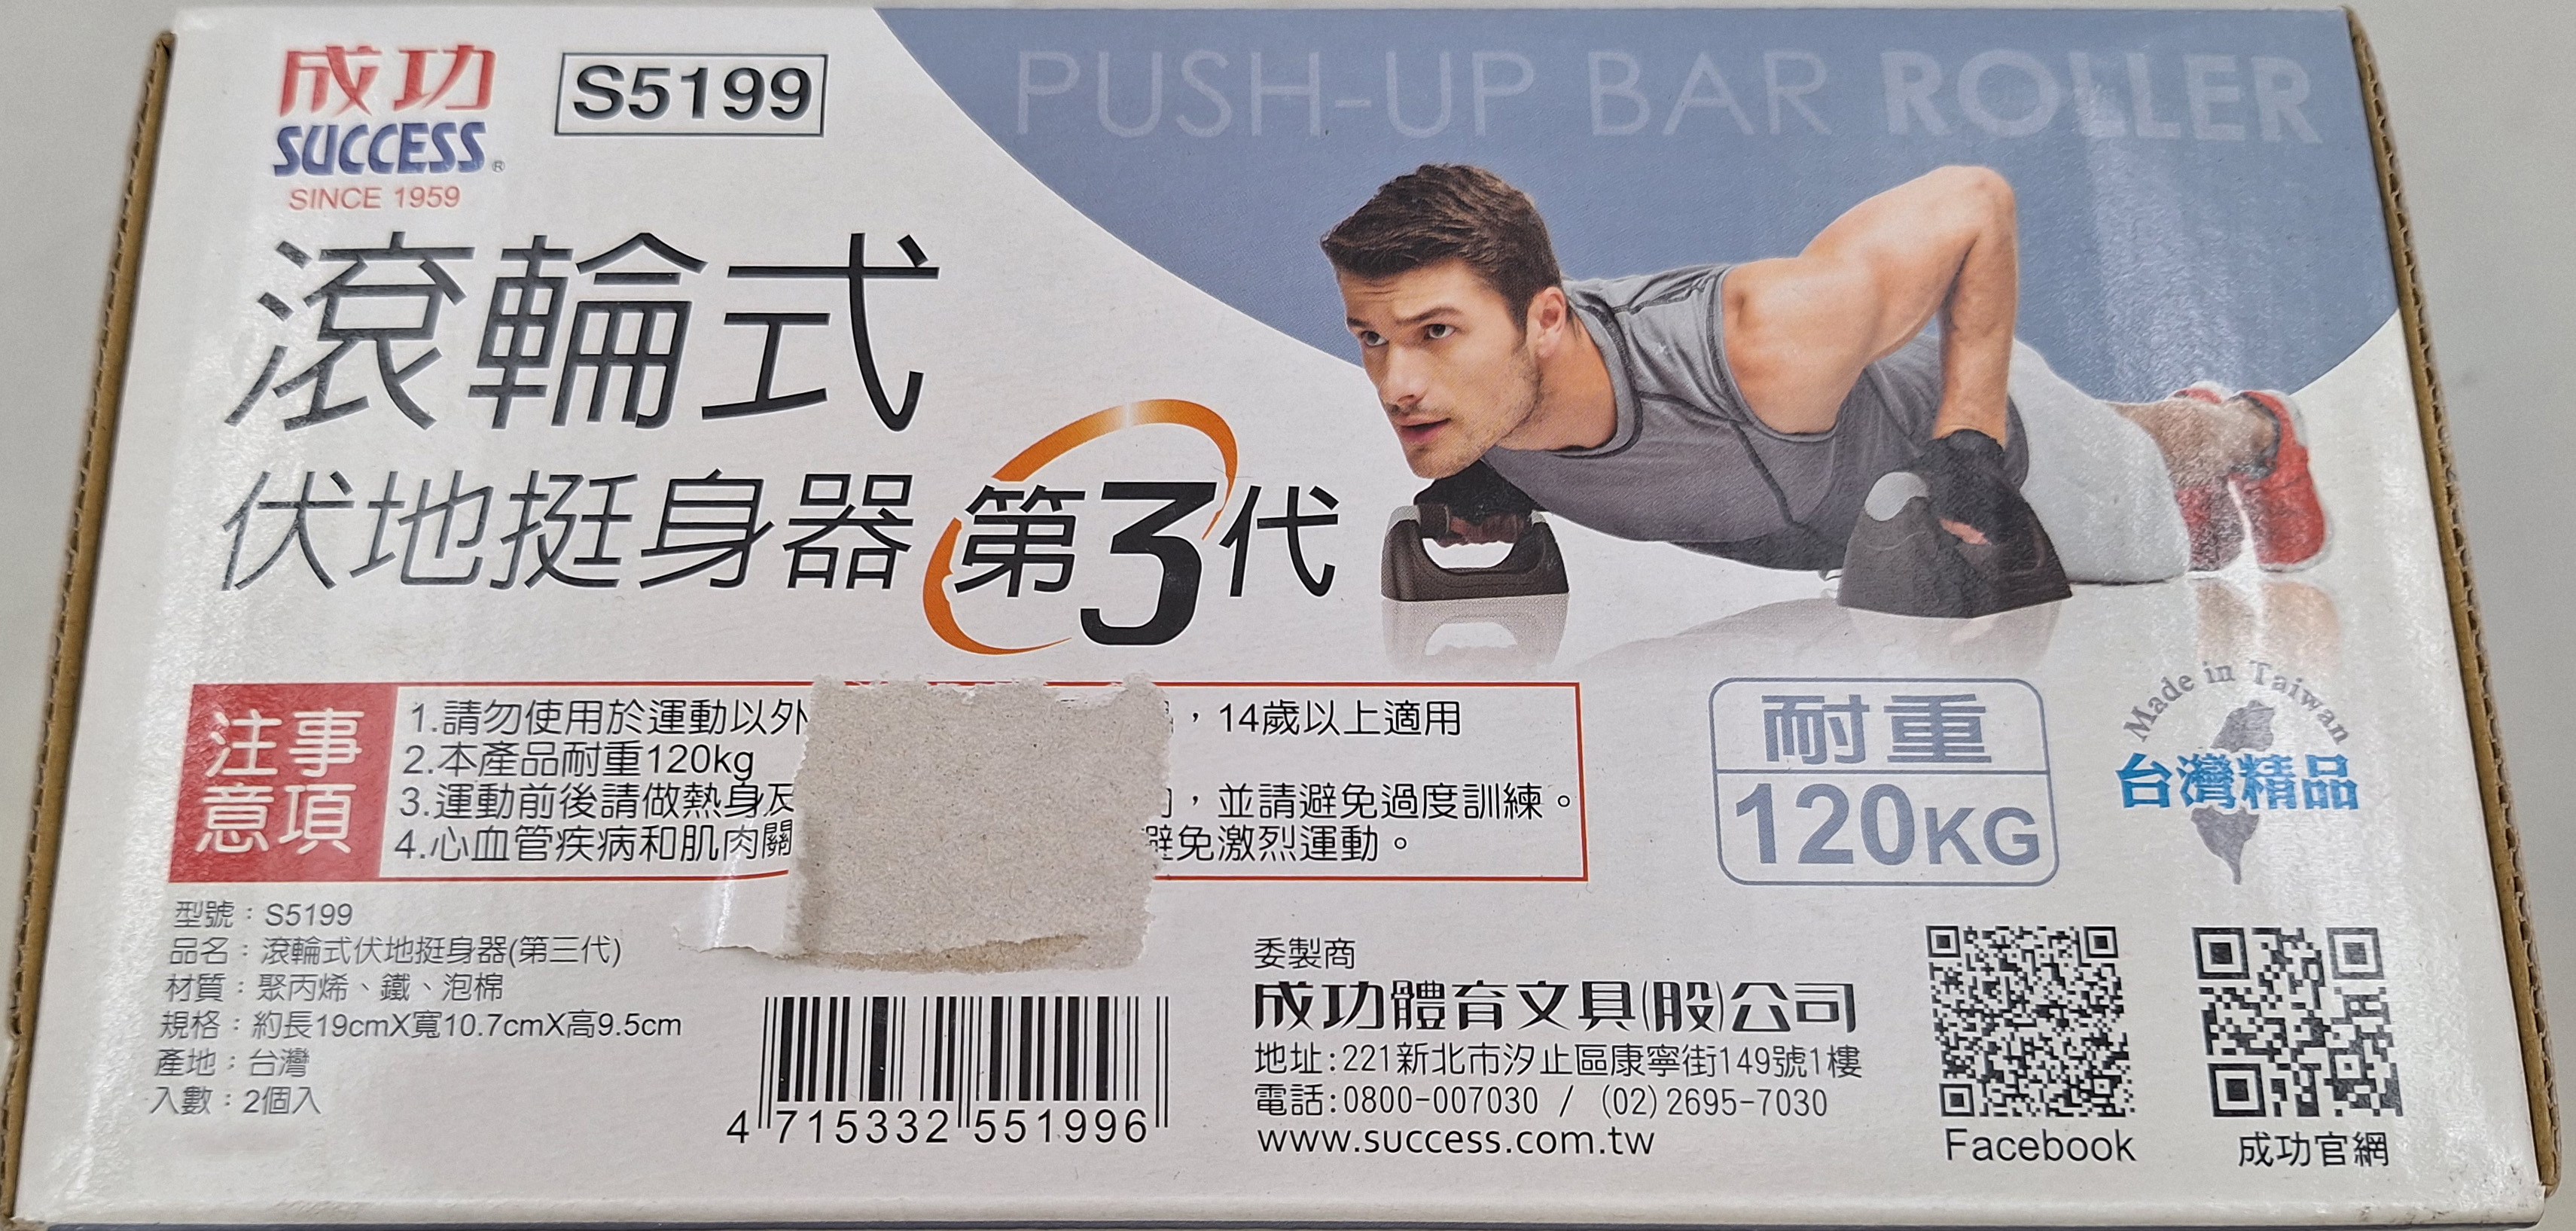 成功
SUCCESS®
SINCE 1959
S5199
PUSH-UP BAR ROLLER
滾輪式
伏地挺身器 第3代
注事
意項
1.請勿使用於運動以外
，14歲以上適用
2.本產品耐重120kg
3.運動前後請做熱身及
，並請避免過度訓練。
4.心血管疾病和肌肉關
避免激烈運動。
耐重
120KG
Made in Taiwan
台灣精品
型號：S5199
品名：滾輪式伏地挺身器(第三代)
材質：聚丙烯、鐵、泡棉
規格：約長19cmX寬10.7cmX高9.5cm
產地：台灣
入數：2個入
4 715332 551996
委製商
成功體育文具(股)公司
地址:221新北市汐止區康寧街149號1樓
電話:0800-007030 / (02)2695-7030
www.success.com.tw
Facebook
成功官網